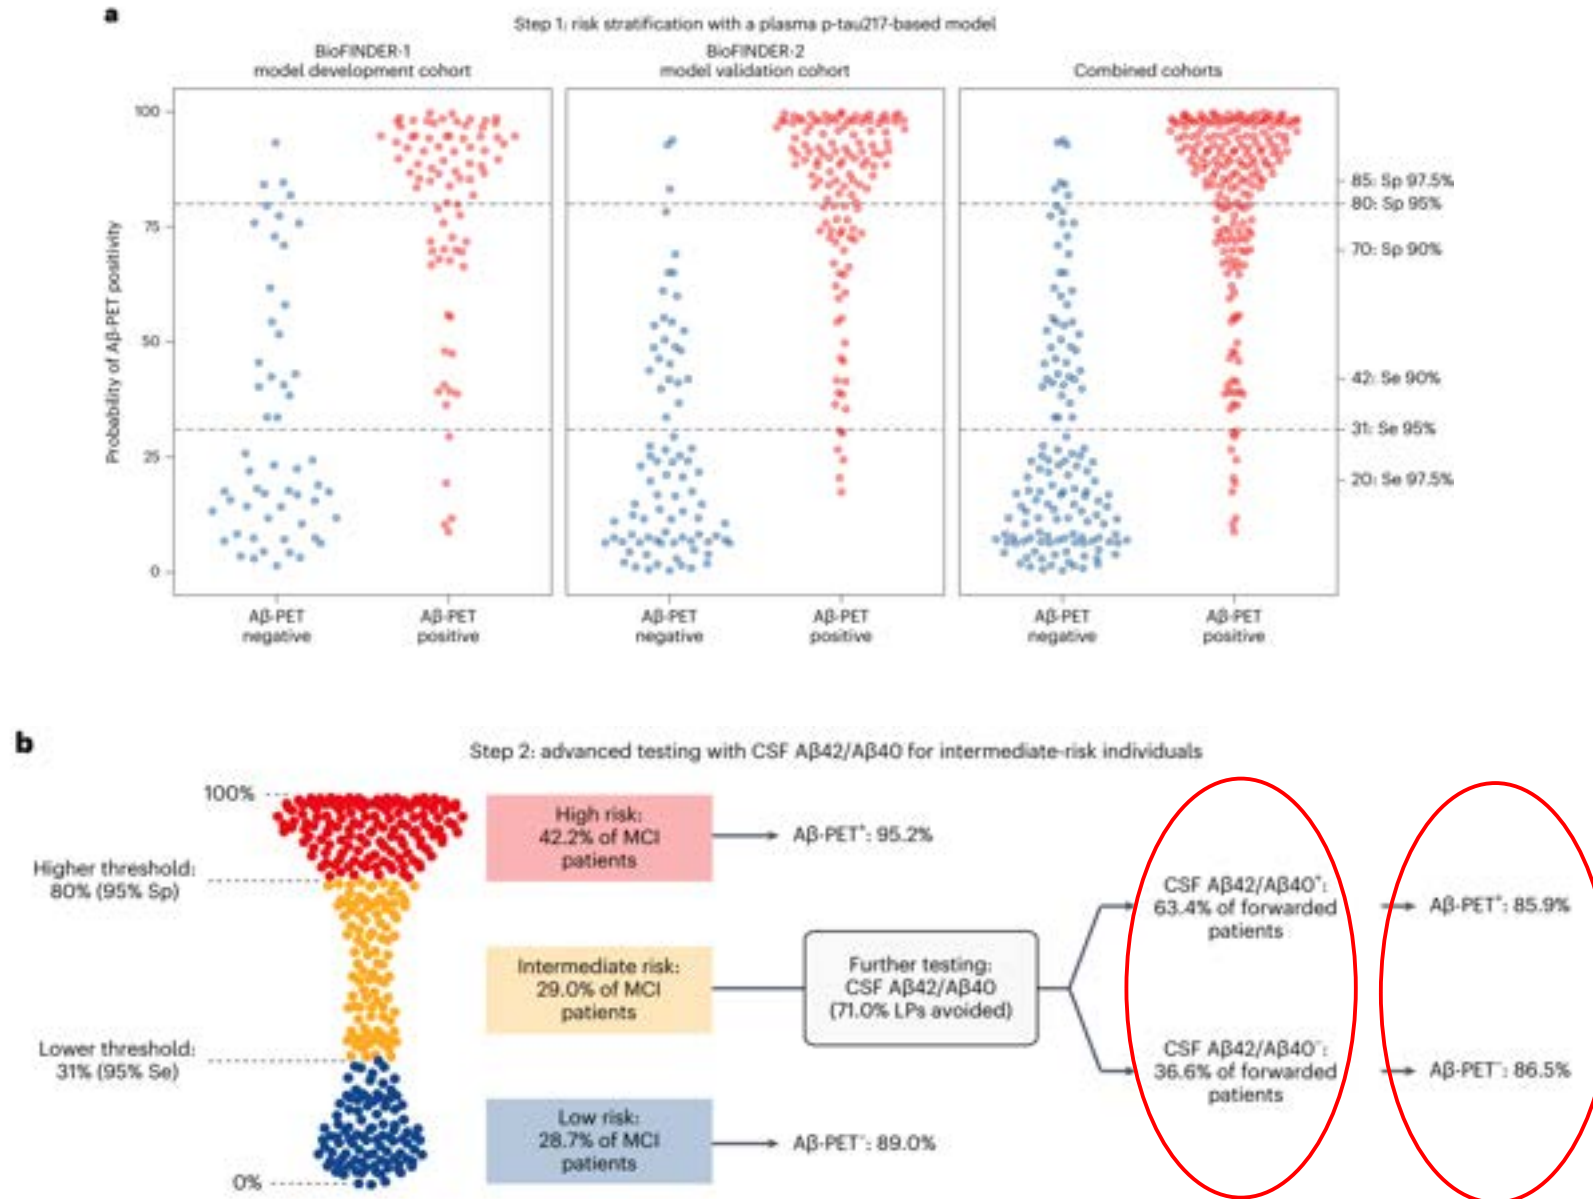 a
Step 1: risk stratification with a plasma p-tau217-based model
BioFINDER-1
model development cohort
BioFINDER-2
model validation cohort
Combined cohorts
Probability of Aβ-PET positivity
100
75
50
25
0
85: Sp 97.5%
80: Sp 95%
70: Sp 90%
42: Se 90%
31: Se 95%
20: Se 97.5%
Aβ-PET
negative
Aβ-PET
positive
Aβ-PET
negative
Aβ-PET
positive
Aβ-PET
negative
Aβ-PET
positive
b
Step 2: advanced testing with CSF Aβ42/Aβ40 for intermediate-risk individuals
100%
Higher threshold:
80% (95% Sp)
Lower threshold:
31% (95% Se)
0%
High risk:
42.2% of MCI
patients
Aβ-PET⁺: 95.2%
Intermediate risk:
29.0% of MCI
patients
Further testing:
CSF Aβ42/Aβ40
(71.0% LPs avoided)
CSF Aβ42/Aβ40⁺:
63.4% of forwarded
patients
Aβ-PET⁺: 85.9%
CSF Aβ42/Aβ40⁻:
36.6% of forwarded
patients
Aβ-PET⁻: 86.5%
Low risk:
28.7% of MCI
patients
Aβ-PET⁻: 89.0%